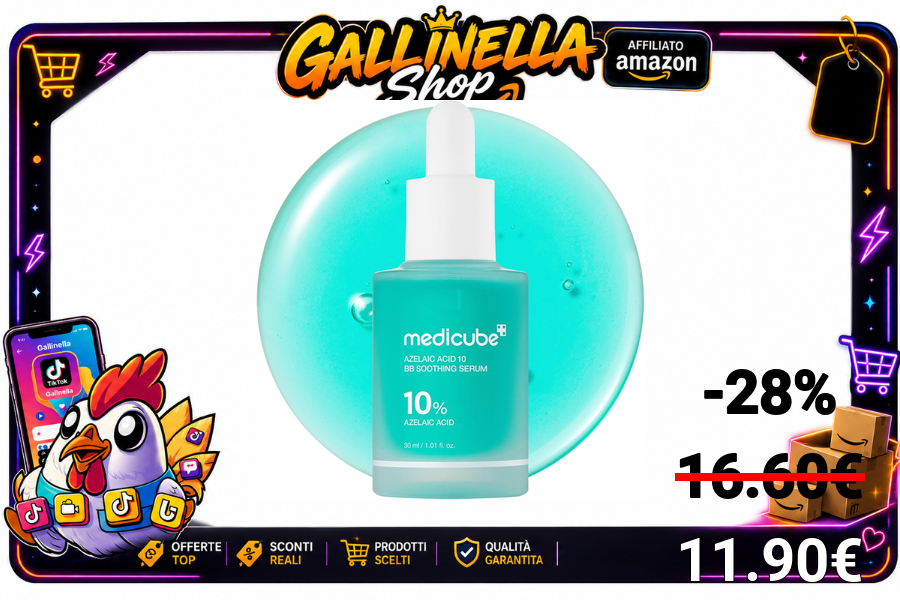 GALLINELLA
Shop
AFFILIATO
amazon
medicube
AZELAIC ACID 10
BB SOOTHING SERUM
10%
AZELAIC ACID
30 ml / 1.01 fl. oz.
Gallinella
TikTok
Gallinella
-28%
16.60€
11.90€
OFFERTE
TOP
SCONTI
REALI
PRODOTTI
SCELTI
QUALITÀ
GARANTITA